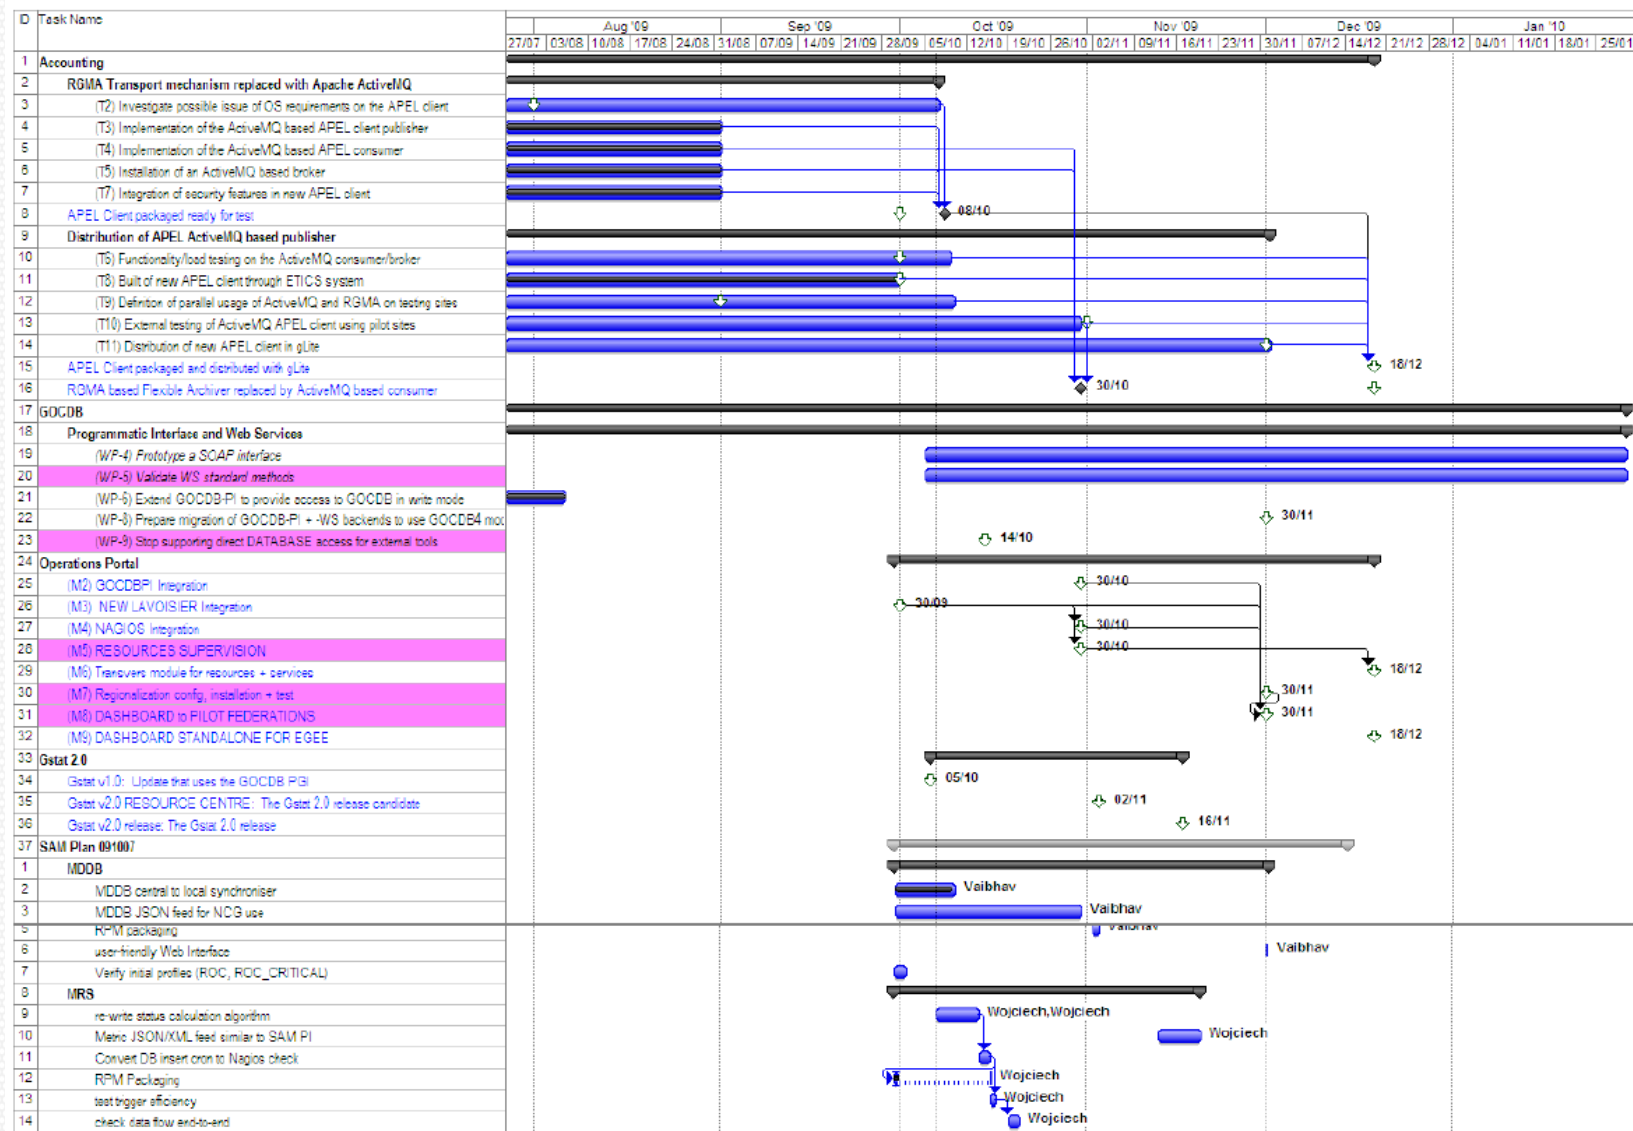 ID Task Name
Aug '09 Sep '09 Oct '09 Nov '09 Dec '09 Jan '10
27/07 03/08 10/08 17/08 24/08 31/08 07/09 14/09 21/09 28/09 05/10 12/10 19/10 26/10 02/11 09/11 16/11 23/11 30/11 07/12 14/12 21/12 28/12 04/01 11/01 18/01 25/01
1 Accounting
2 RGMA Transport mechanism replaced with Apache ActiveMQ
3 (T2) Investigate possible issue of OS requirements on the APEL client
4 (T3) Implementation of the ActiveMQ based APEL client publisher
5 (T4) Implementation of the ActiveMQ based APEL consumer
6 (T5) Installation of an ActiveMQ based broker
7 (T7) Integration of security features in new APEL client
8 APEL Client packaged ready for test 08/10
9 Distribution of APEL ActiveMQ based publisher
10 (T6) Functionality/load testing on the ActiveMQ consumer/broker
11 (T8) Built of new APEL client through ETICS system
12 (T9) Definition of parallel usage of ActiveMQ and RGMA on testing sites
13 (T10) External testing of ActiveMQ APEL client using pilot sites
14 (T11) Distribution of new APEL client in gLite
15 APEL Client packaged and distributed with gLite 18/12
16 RGMA based Flexible Archiver replaced by ActiveMQ based consumer 30/10
17 GOCDB
18 Programmatic Interface and Web Services
19 (WP-4) Prototype a SOAP interface
20 (WP-5) Validate WS standard methods
21 (WP-6) Extend GOCDB-PI to provide access to GOCDB in write mode
22 (WP-8) Prepare migration of GOCDB-PI + -WS backends to use GOCDB4 moc 30/11
23 (WP-9) Stop supporting direct DATABASE access for external tools 14/10
24 Operations Portal
25 (M2) GOCDBPI Integration 30/10
26 (M3) NEW LAVOISIER Integration 30/09
27 (M4) NAGIOS Integration 30/10
28 (M5) RESOURCES SUPERVISION 30/10
29 (M6) Transvers module for resources + services 18/12
30 (M7) Regionalization config, installation + test 30/11
31 (M8) DASHBOARD to PILOT FEDERATIONS 30/11
32 (M9) DASHBOARD STANDALONE FOR EGEE 18/12
33 Gstat 2.0
34 Gstat v1.0: Update that uses the GOCDB PGI 05/10
35 Gstat v2.0 RESOURCE CENTRE: The Gstat 2.0 release candidate 02/11
36 Gstat v2.0 release: The Gstat 2.0 release 16/11
37 SAM Plan 091007
1 MDDB
2 MDDB central to local synchroniser Vaibhav
3 MDDB JSON feed for NCG use Vaibhav
5 RPM packaging Vaibhav
6 user-friendly Web Interface Vaibhav
7 Verify initial profiles (ROC, ROC_CRITICAL)
8 MRS
9 re-write status calculation algorithm Wojciech,Wojciech
10 Metric JSON/XML feed similar to SAM PI Wojciech
11 Convert DB insert cron to Nagios check
12 RPM Packaging Wojciech
13 test trigger efficiency Wojciech
14 check data flow end-to-end Wojciech